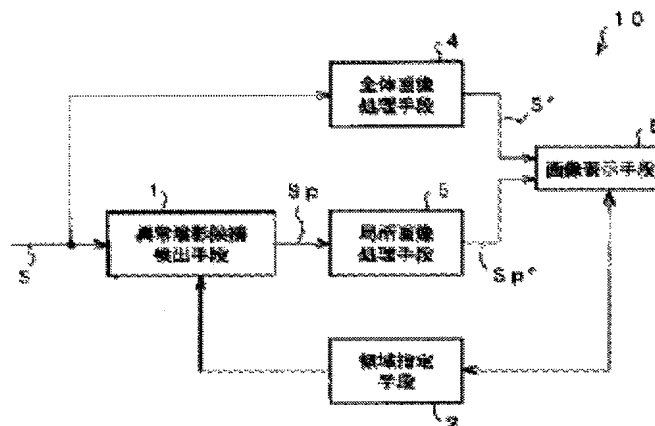 10
4
全体画像
処理手段
S'
6
画像表示手段
1
異常陰影候補
検出手段
Sp
5
局所画像
処理手段
S
Sp'
領域指定
手段
2